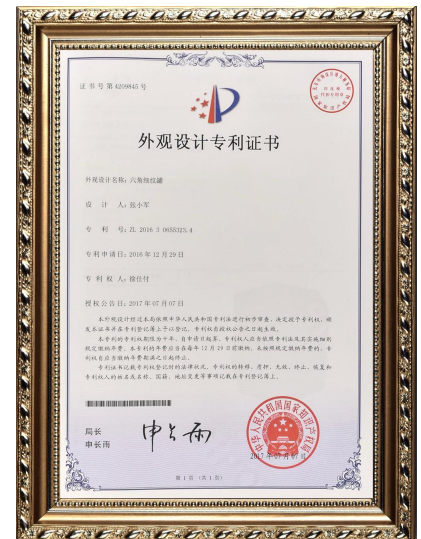 证书号第4209845号
外观设计专利证书
外观设计名称：六角细纹罐
设计人：张小军
专利号：ZL 2016 3 0655323.4
专利申请日：2016年12月29日
专利权人：徐仕付
授权公告日：2017年07月07日
本外观设计经过本局依照中华人民共和国专利法进行初步审查，决定授予专利权，颁
发本证书并在专利登记簿上予以登记。专利权自授权公告之日起生效。
本专利的专利权期限为十年，自申请日起算。专利权人应当依照专利法及其实施细则
规定缴纳年费。本专利的年费应当在每年12月29日前缴纳。未按照规定缴纳年费的，专
利权自应当缴纳年费期满之日起终止。
专利证书记载专利权登记时的法律状况。专利权的转移、质押、无效、终止、恢复和
专利权人的姓名或名称、国籍、地址变更等事项记载在专利登记簿上。
局长
申长雨
申长雨
中华人民共和国国家知识产权局
2017年07月07日
第1页（共1页）